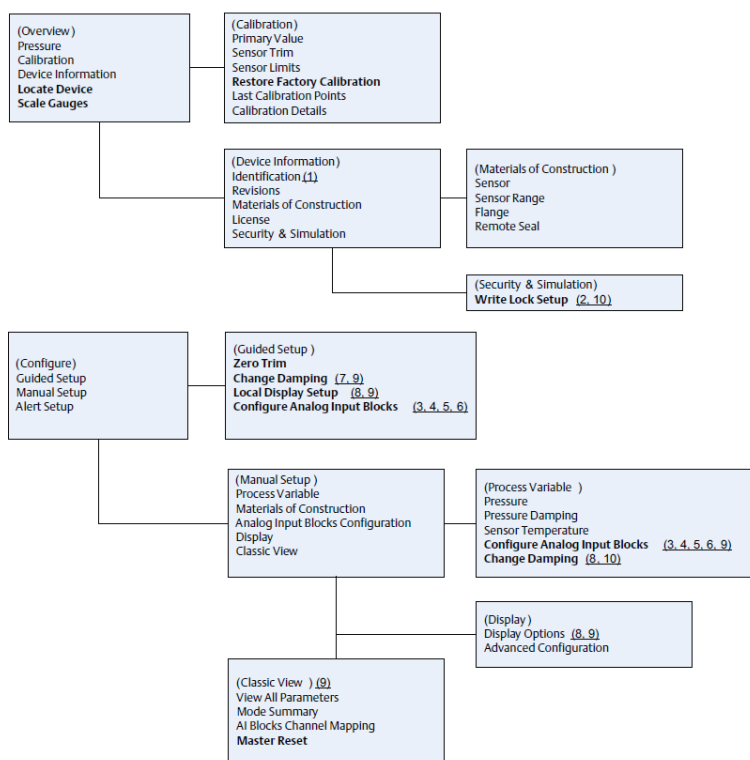 (Overview)
Pressure
Calibration
Device Information
Locate Device
Scale Gauges
(Calibration)
Primary Value
Sensor Trim
Sensor Limits
Restore Factory Calibration
Last Calibration Points
Calibration Details
(Device Information)
Identification (1)
Revisions
Materials of Construction
License
Security & Simulation
(Materials of Construction )
Sensor
Sensor Range
Flange
Remote Seal
(Security & Simulation)
Write Lock Setup (2, 10)
(Configure)
Guided Setup
Manual Setup
Alert Setup
(Guided Setup )
Zero Trim
Change Damping (7, 9)
Local Display Setup (8, 9)
Configure Analog Input Blocks (3, 4, 5, 6)
(Manual Setup )
Process Variable
Materials of Construction
Analog Input Blocks Configuration
Display
Classic View
(Process Variable )
Pressure
Pressure Damping
Sensor Temperature
Configure Analog Input Blocks (3, 4, 5, 6, 9)
Change Damping (8, 10)
(Display )
Display Options (8, 9)
Advanced Configuration
(Classic View ) (9)
View All Parameters
Mode Summary
AI Blocks Channel Mapping
Master Reset